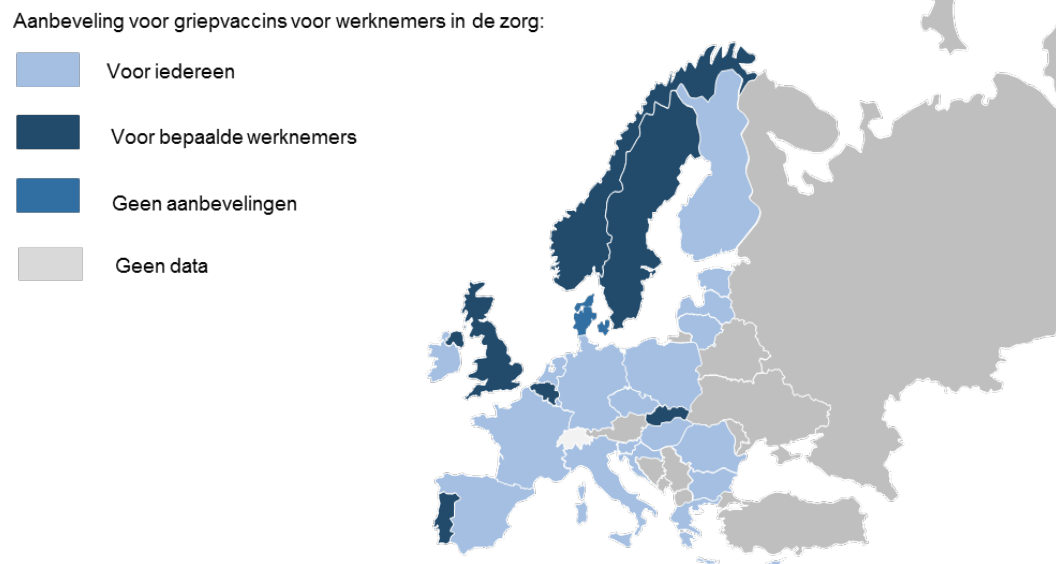 Aanbeveling voor griepvaccins voor werknemers in de zorg:
Voor iedereen
Voor bepaalde werknemers
Geen aanbevelingen
Geen data